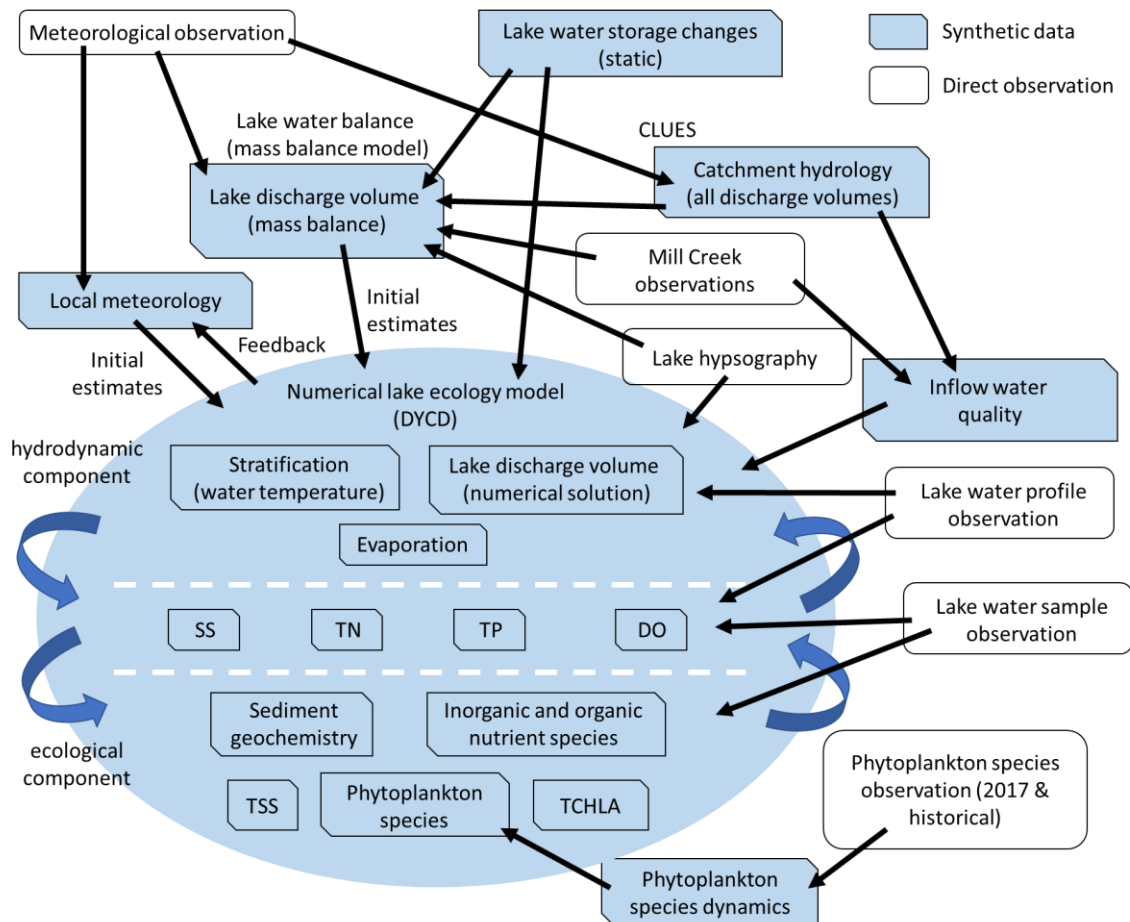 Meteorological observation
Lake water storage changes
(static)
Synthetic data
Direct observation
Lake water balance
(mass balance model)
CLUES
Lake discharge volume
(mass balance)
Catchment hydrology
(all discharge volumes)
Mill Creek
observations
Local meteorology
Initial
estimates
Feedback
Initial
estimates
Lake hypsography
Inflow water
quality
Numerical lake ecology model
(DYCD)
hydrodynamic
component
Stratification
(water temperature)
Lake discharge volume
(numerical solution)
Lake water profile
observation
Evaporation
SS
TN
TP
DO
Lake water sample
observation
Sediment
geochemistry
Inorganic and organic
nutrient species
ecological
component
TSS
Phytoplankton
species
TCHLA
Phytoplankton species
observation (2017 &
historical)
Phytoplankton
species dynamics